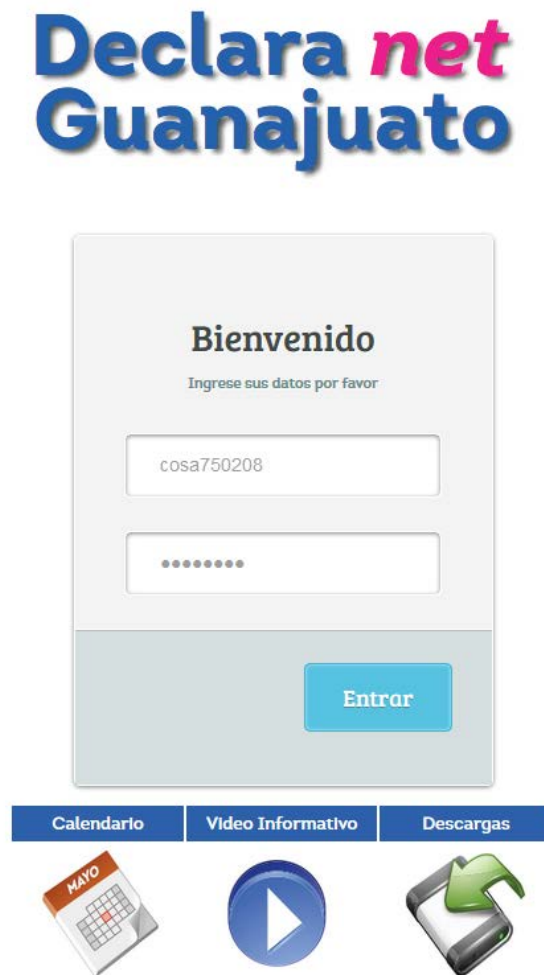 Declara net
Guanajuato
Bienvenido
Ingrese sus datos por favor
cosa750208
••••••••
Entrar
Calendario Video Informativo Descargas
MAYO